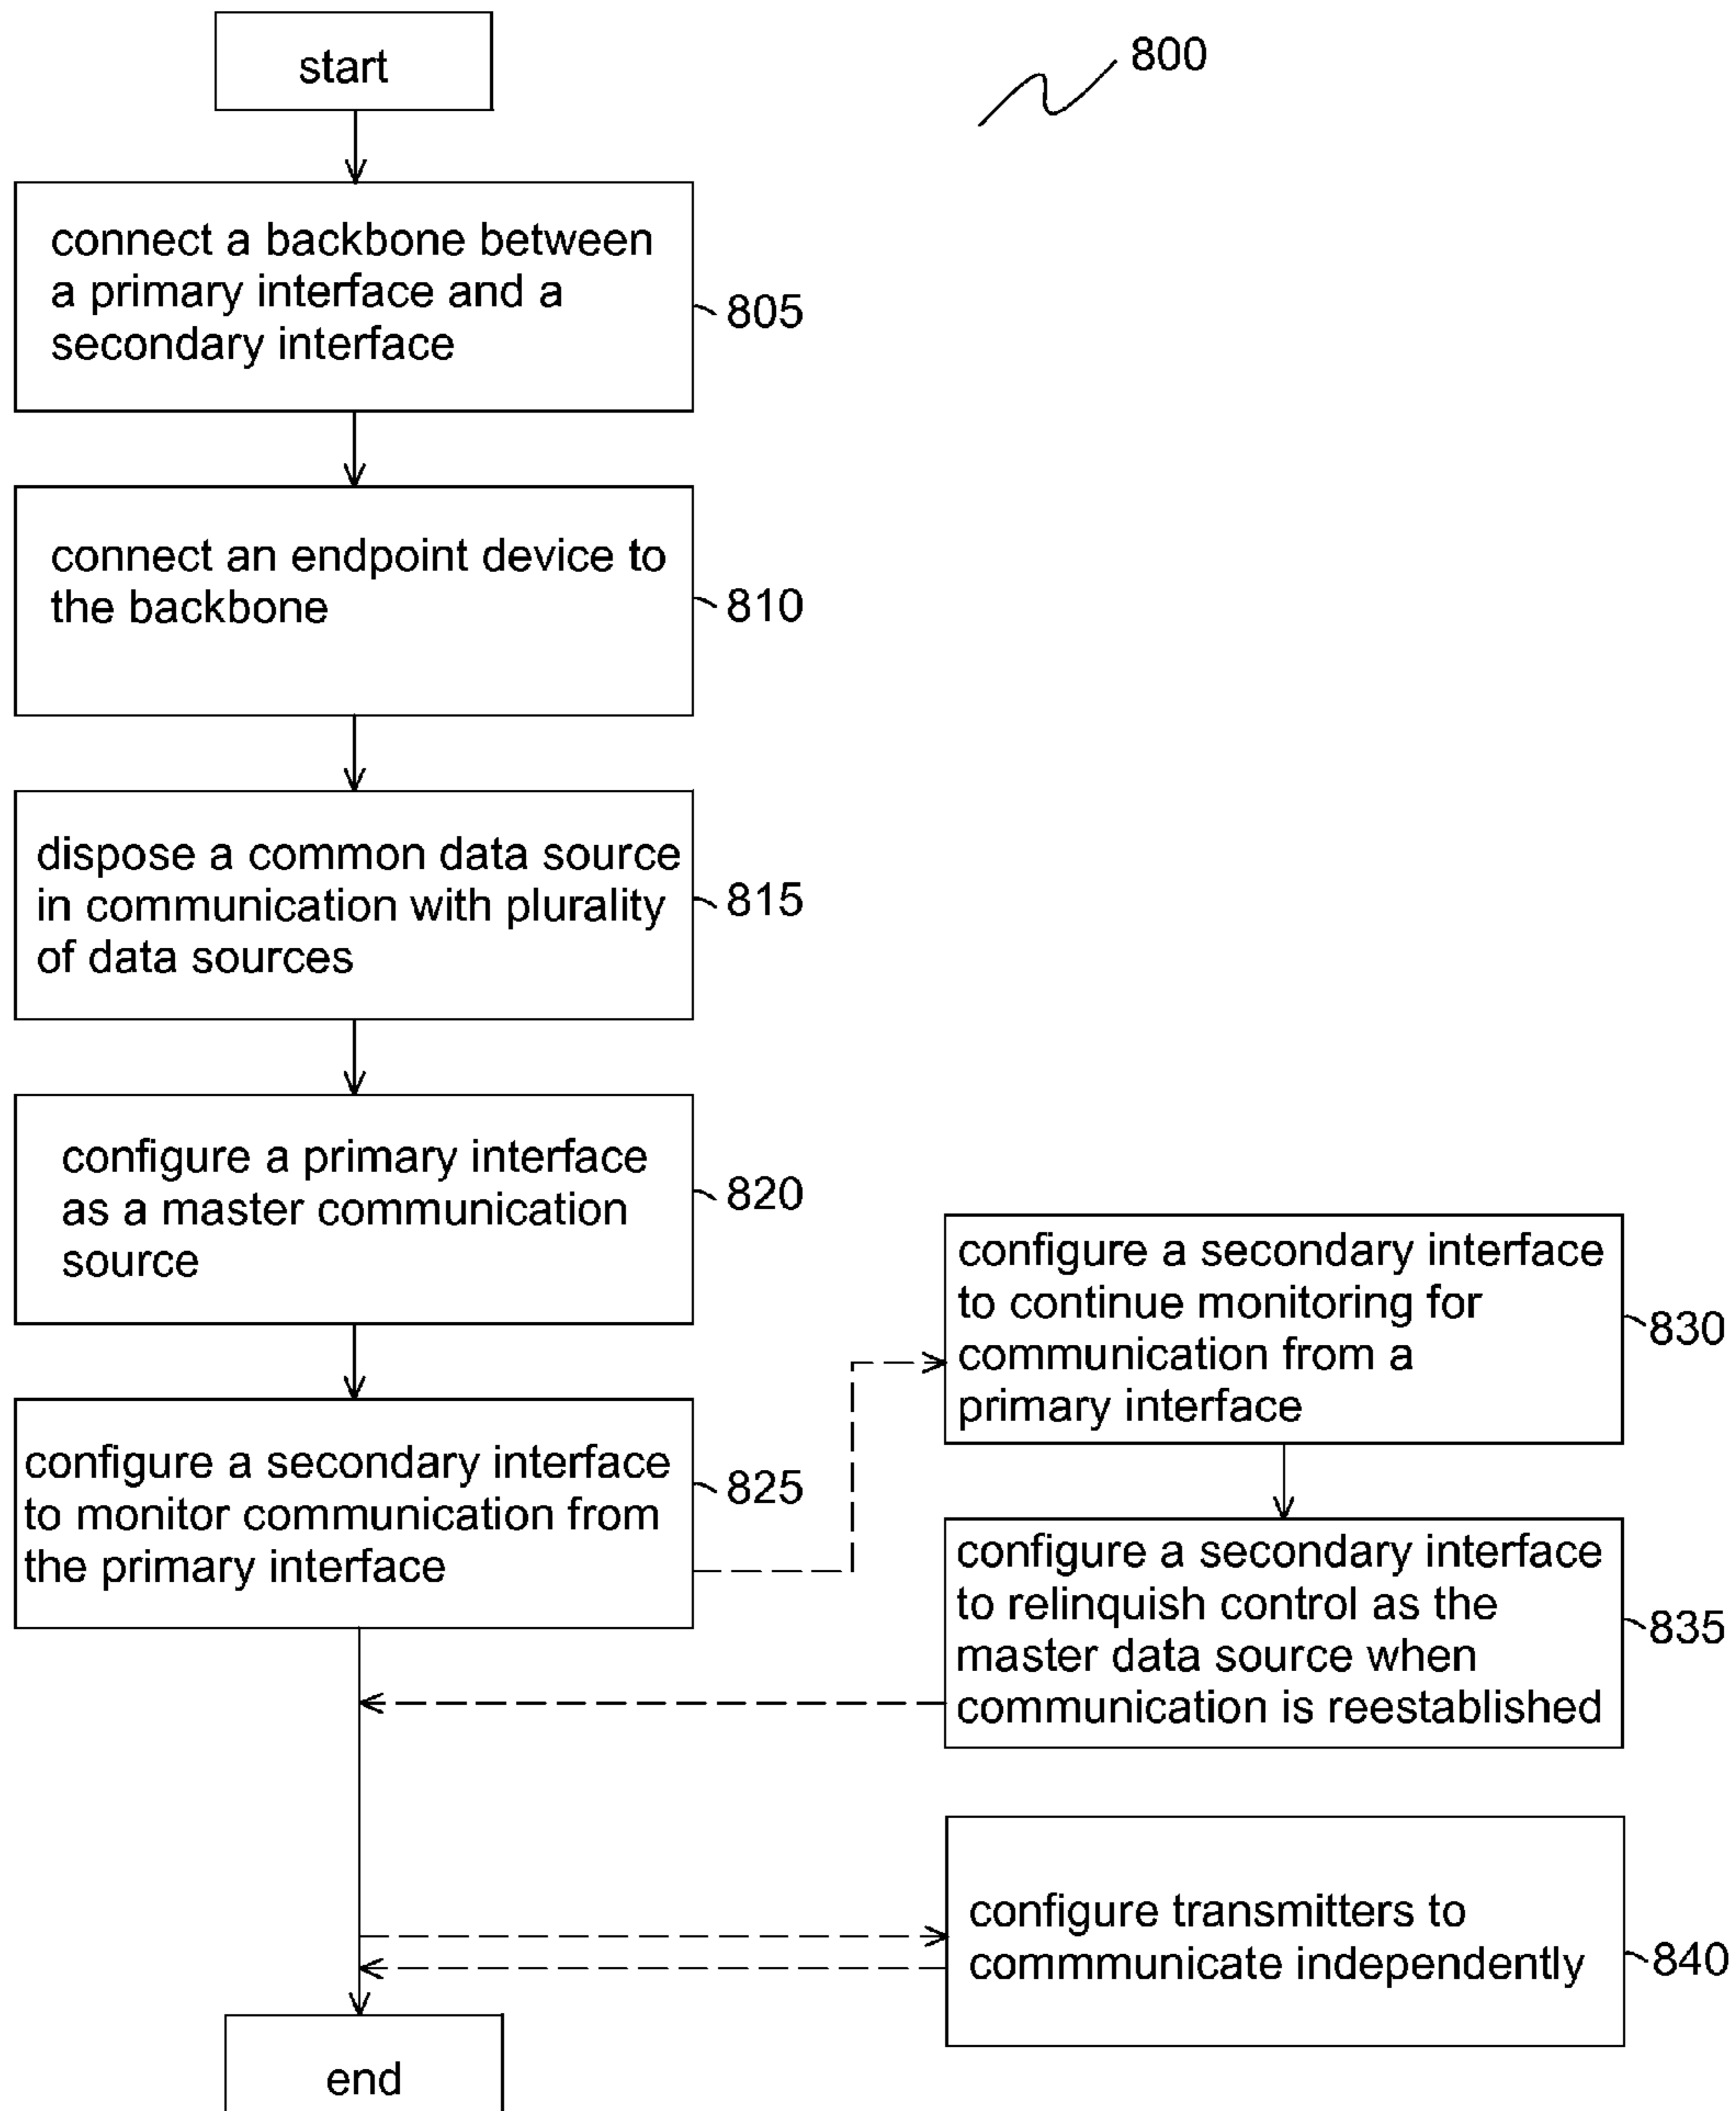 start
800
connect a backbone between
a primary interface and a
secondary interface
805
connect an endpoint device to
the backbone
810
dispose a common data source
in communication with plurality
of data sources
815
configure a primary interface
as a master communication
source
820
configure a secondary interface
to monitor communication from
the primary interface
825
configure a secondary interface
to continue monitoring for
communication from a
primary interface
830
configure a secondary interface
to relinquish control as the
master data source when
communication is reestablished
835
configure transmitters to
commmunicate independently
840
end